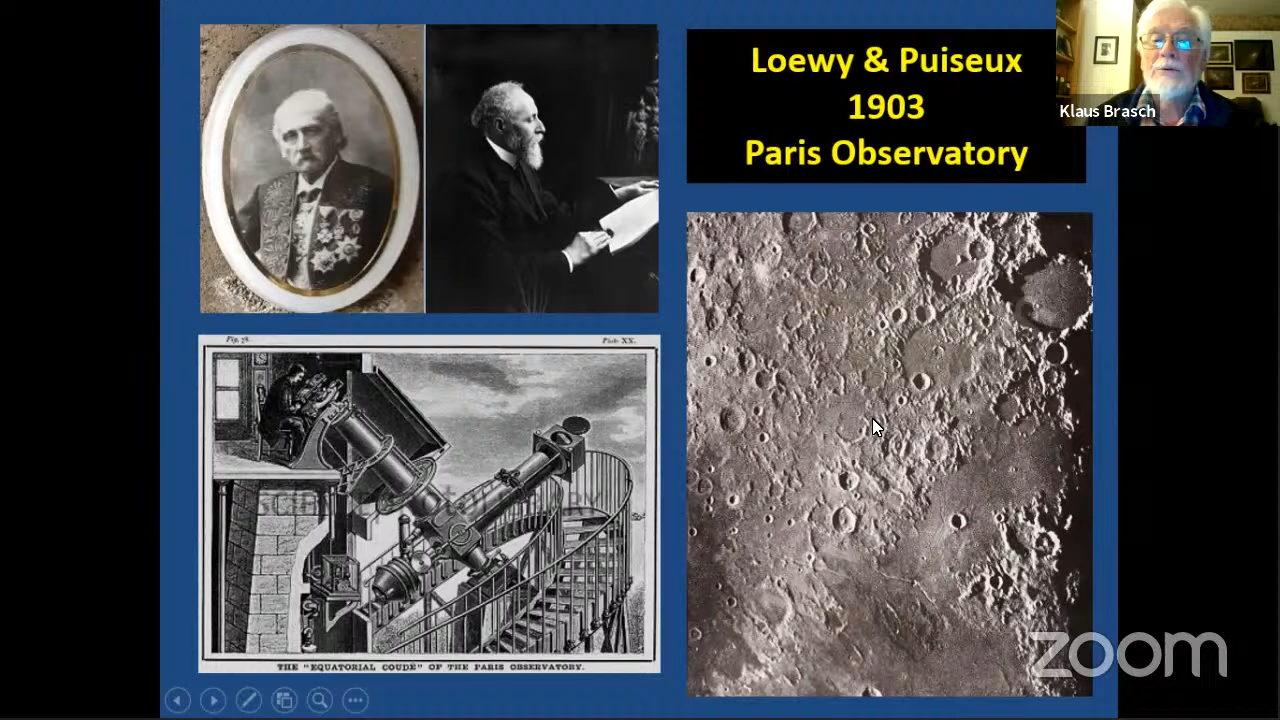 Loewy & Puiseux
1903
Paris Observatory
Klaus Brasch
Fig. 78.
Plate XX.
THE "EQUATORIAL COUDÉ" OF THE PARIS OBSERVATORY.
zoom